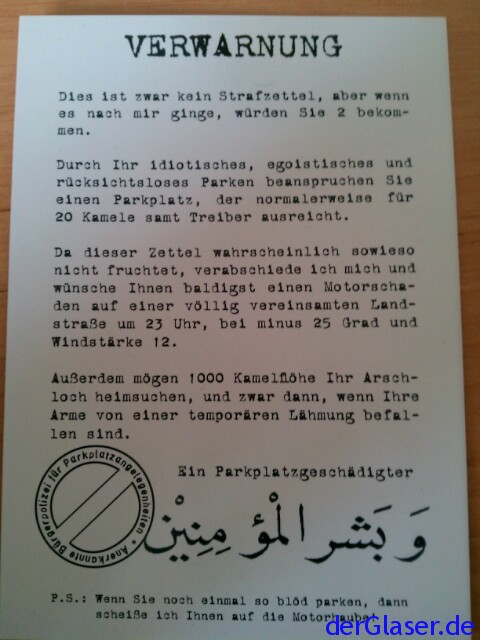 VERWARNUNG
Dies ist zwar kein Strafzettel, aber wenn
es nach mir ginge, würden Sie 2 bekom-
men.
Durch Ihr idiotisches, egoistisches und
rücksichtsloses Parken beanspruchen Sie
einen Parkplatz, der normalerweise für
20 Kamele samt Treiber ausreicht.
Da dieser Zettel wahrscheinlich sowieso
nicht fruchtet, verabschiede ich mich und
wünsche Ihnen baldigst einen Motorscha-
den auf einer völlig vereinsamten Land-
straße um 23 Uhr, bei minus 25 Grad und
Windstärke 12.
Außerdem mögen 1000 Kamelflöhe Ihr Arsch-
loch heimsuchen, und zwar dann, wenn Ihre
Arme von einer temporären Lähmung befal-
len sind.
Ein Parkplatzgeschädigter
Anerkannte Bürgerpolizei für Parkplatzangelegenheiten •
وَبَشر الْمؤمِنِيْن
P.S.: Wenn Sie noch einmal so blöd parken, dann
scheiße ich Ihnen auf die Motorhaube!
derGlaser.de